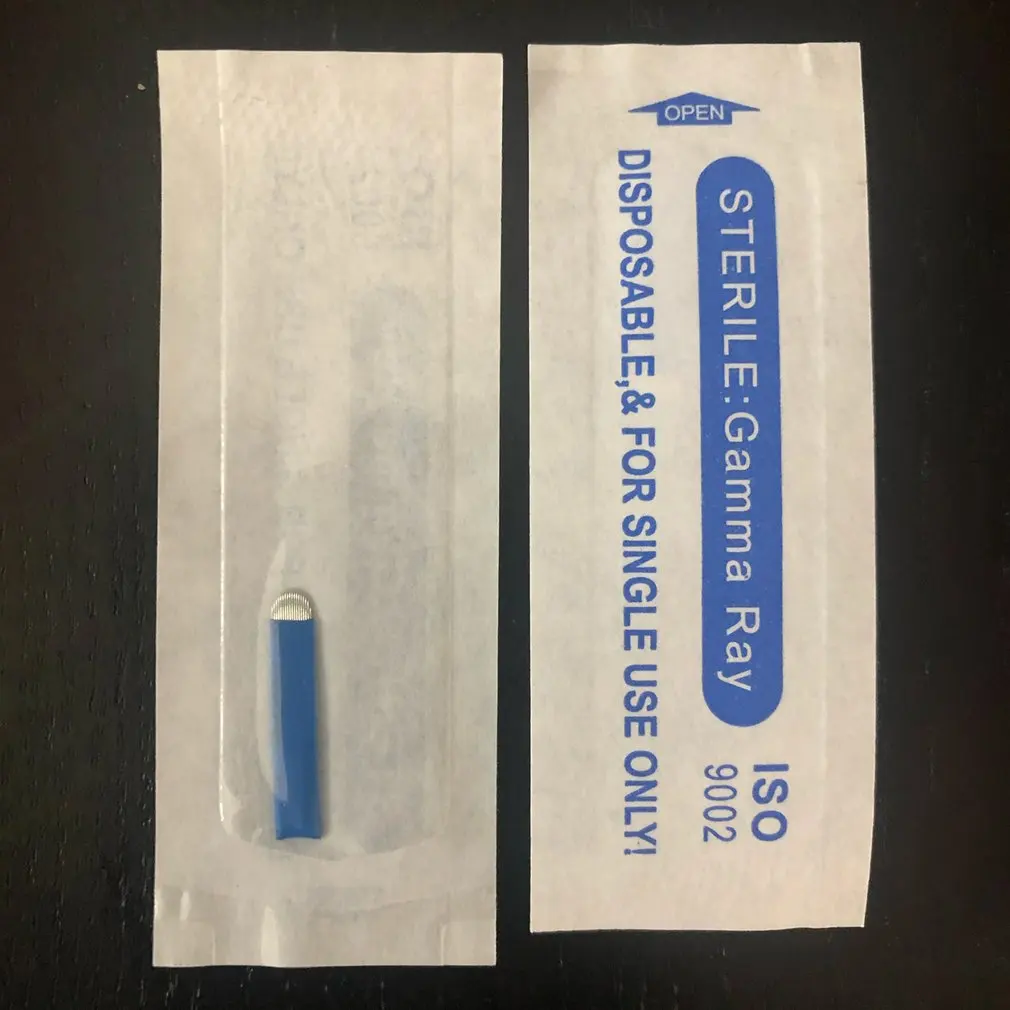 OPEN
STERILE:Gamma Ray
DISPOSABLE,& FOR SINGLE USE ONLY!
ISO
9002